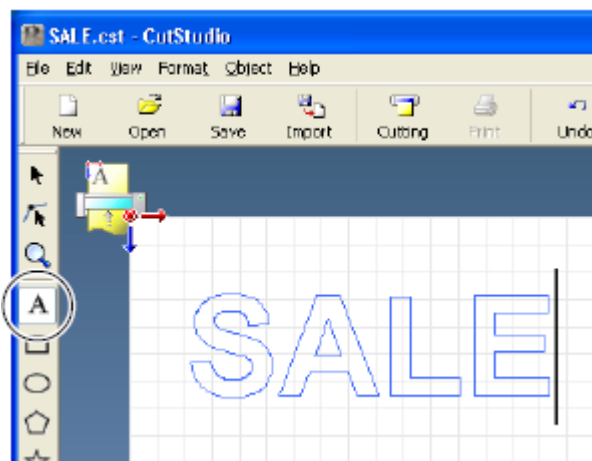 SALE.cst - CutStudio
File Edit View Format Object Help
New Open Save Import Cutting Print Undo
A
A
SALE